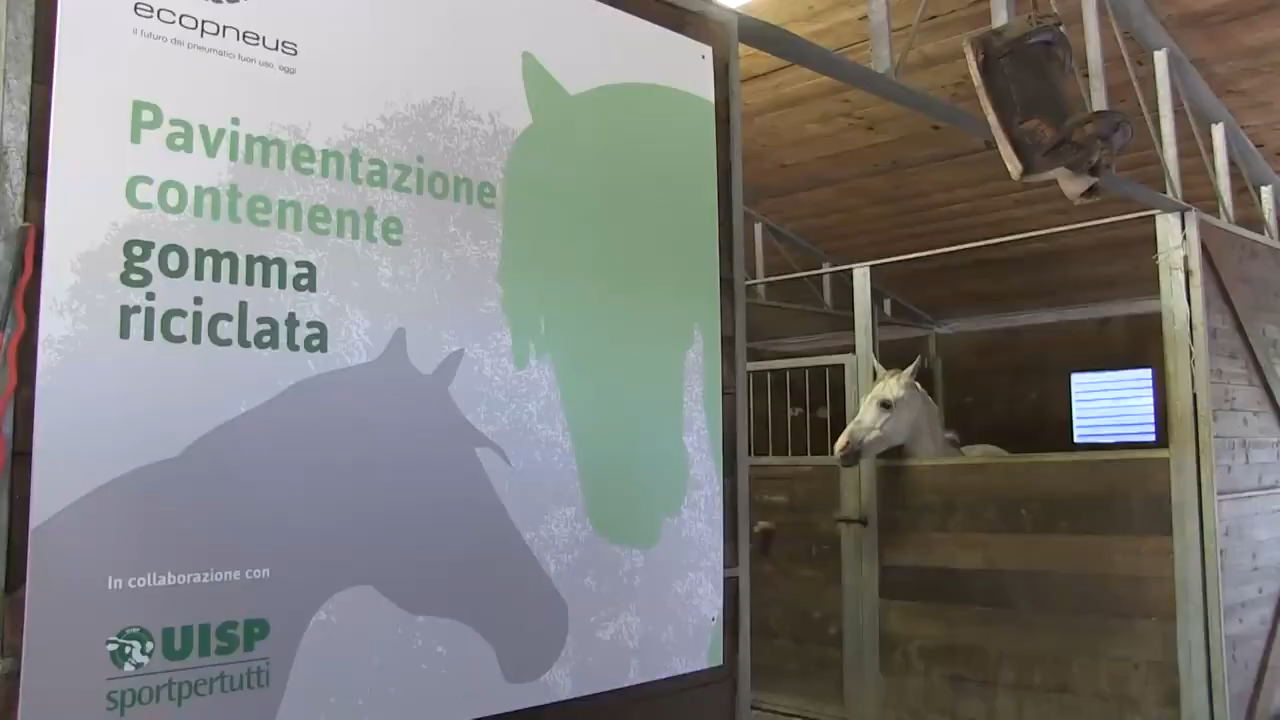 ecopneus
il futuro dei pneumatici fuori uso, oggi
Pavimentazione
contenente
gomma
riciclata
In collaborazione con
UISP
sportpertutti